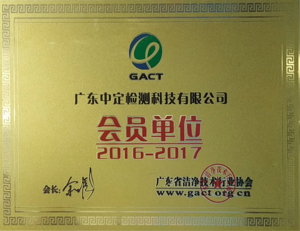 GACT
广东中定检测科技有限公司
会员单位
2016-2017
会长:
广东省洁净技术行业协会
www.gact.org.cn